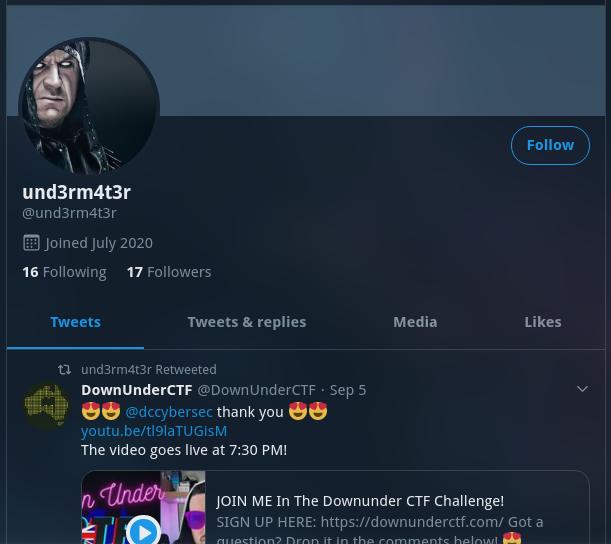 und3rm4t3r
@und3rm4t3r
Joined July 2020
16 Following 17 Followers
Follow
Tweets Tweets & replies Media Likes
und3rm4t3r Retweeted
DownUnderCTF @DownUnderCTF · Sep 5
😍😍 @dccybersec thank you 😍😍
youtu.be/tl9laTUGisM
The video goes live at 7:30 PM!
n Under
JOIN ME In The Downunder CTF Challenge!
SIGN UP HERE: https://downunderctf.com/ Got a
question? Drop it in the comments below! 😍